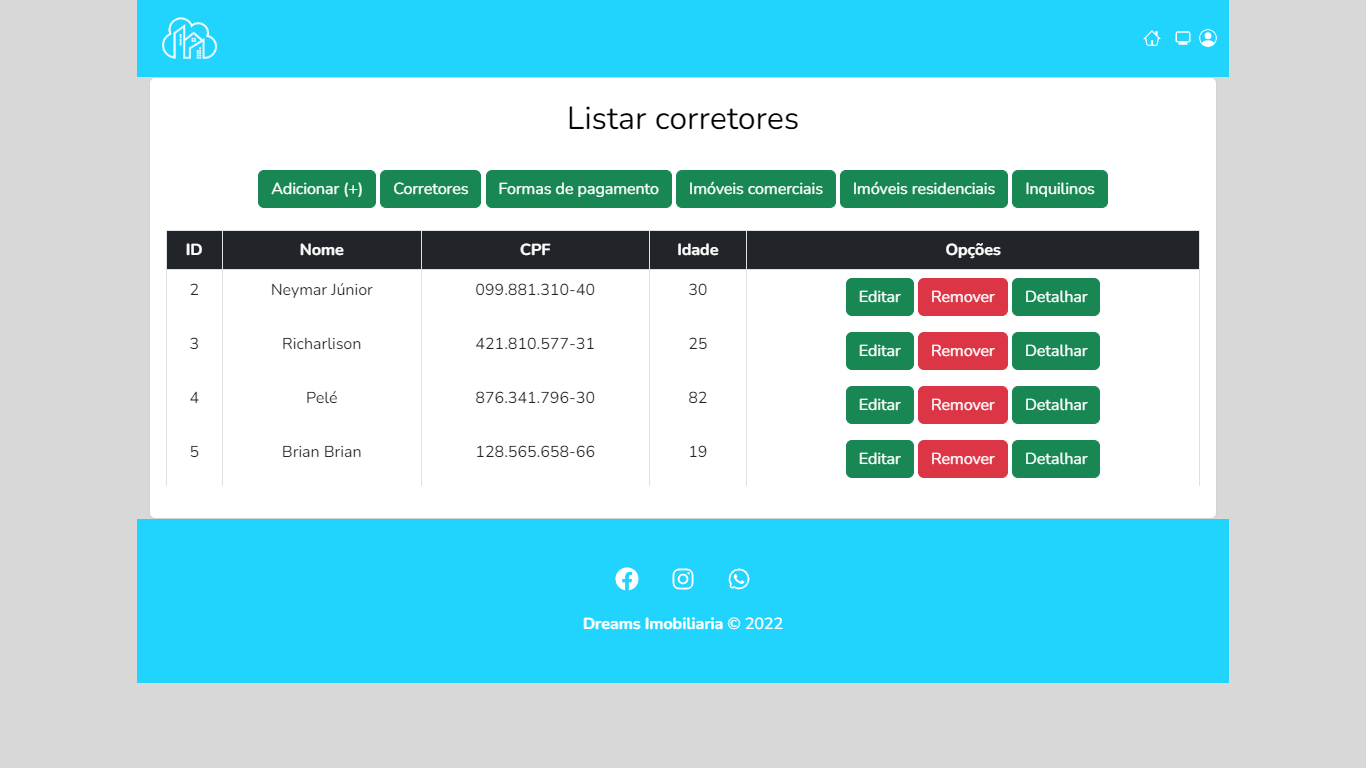 Listar corretores
Adicionar (+) Corretores Formas de pagamento Imóveis comerciais Imóveis residenciais Inquilinos
ID Nome CPF Idade Opções
2 Neymar Júnior 099.881.310-40 30 Editar Remover Detalhar
3 Richarlison 421.810.577-31 25 Editar Remover Detalhar
4 Pelé 876.341.796-30 82 Editar Remover Detalhar
5 Brian Brian 128.565.658-66 19 Editar Remover Detalhar
Dreams Imobiliaria © 2022